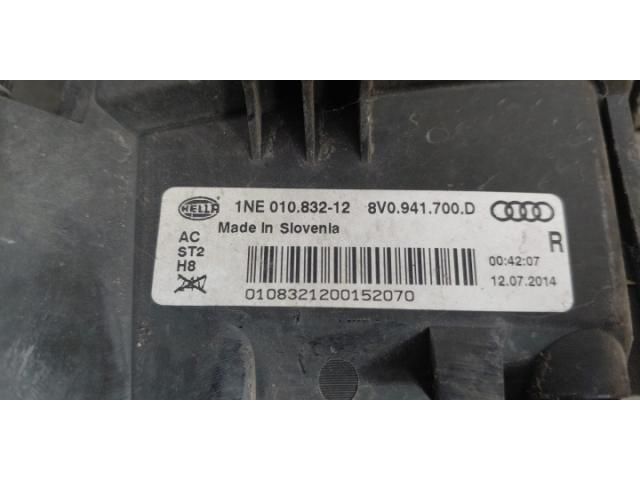 HELLA 1NE 010.832-12 8V0.941.700.D
Made in Slovenia
AC
ST2
H8
R
00:42:07
12.07.2014
0108321200152070